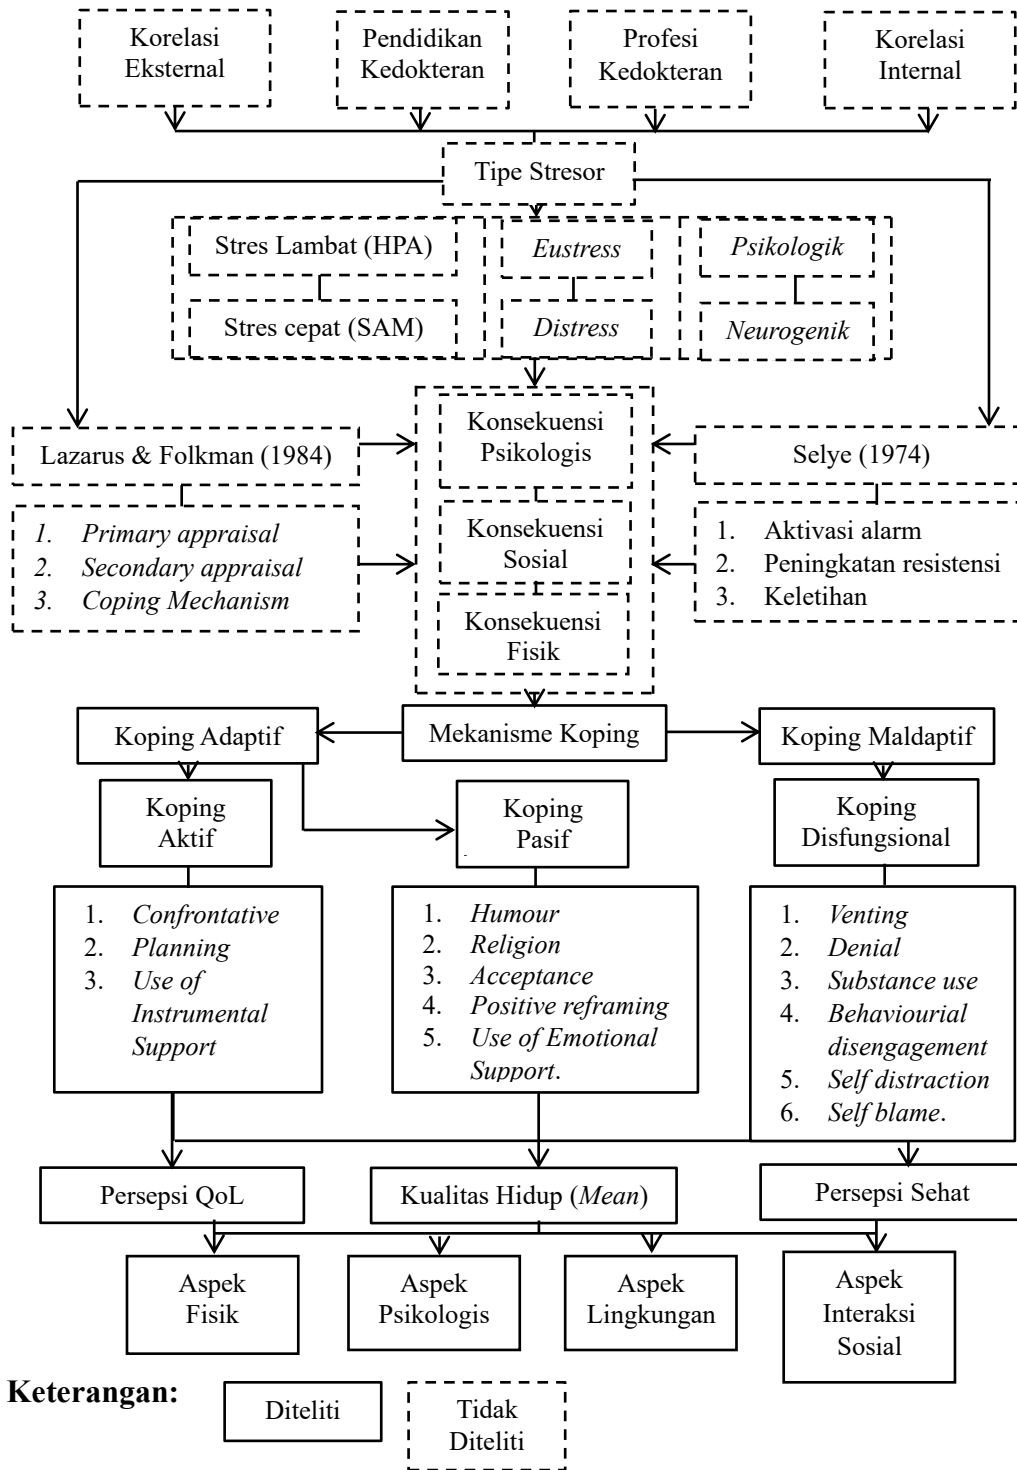 Korelasi
Eksternal
Pendidikan
Kedokteran
Profesi
Kedokteran
Korelasi
Internal
Tipe Stresor
Stres Lambat (HPA)
Eustress
Psikologik
Stres cepat (SAM)
Distress
Neurogenik
Konsekuensi
Psikologis
Lazarus & Folkman (1984)
Selye (1974)
1. Primary appraisal
2. Secondary appraisal
3. Coping Mechanism
Konsekuensi
Sosial
1. Aktivasi alarm
2. Peningkatan resistensi
3. Keletihan
Konsekuensi
Fisik
Koping Adaptif
Mekanisme Koping
Koping Maldaptif
Koping
Aktif
Koping
Pasif
Koping
Disfungsional
1. Confrontative
2. Planning
3. Use of
Instrumental
Support
1. Humour
2. Religion
3. Acceptance
4. Positive reframing
5. Use of Emotional
Support.
1. Venting
2. Denial
3. Substance use
4. Behaviourial
disengagement
5. Self distraction
6. Self blame.
Persepsi QoL
Kualitas Hidup (Mean)
Persepsi Sehat
Aspek
Fisik
Aspek
Psikologis
Aspek
Lingkungan
Aspek
Interaksi
Sosial
Keterangan:
Diteliti
Tidak
Diteliti